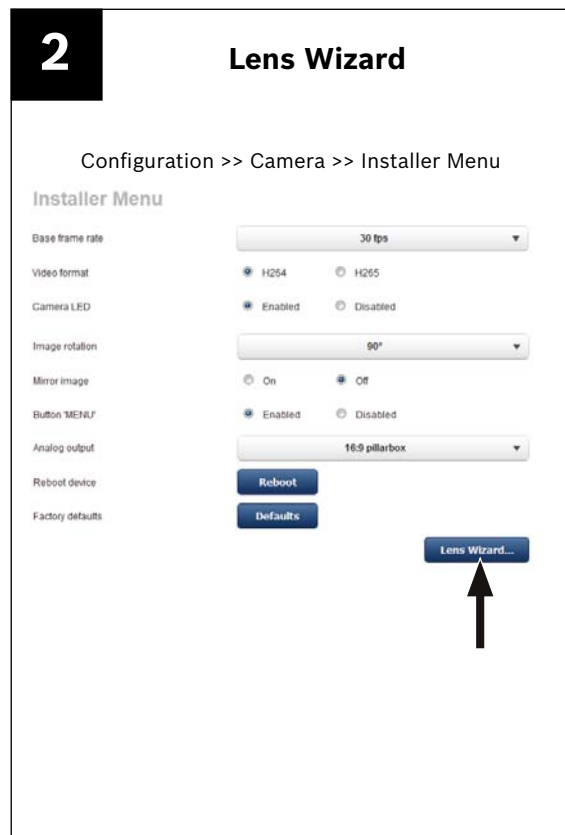 2
Lens Wizard
Configuration >> Camera >> Installer Menu
Installer Menu
Base frame rate 30 fps
Video format H264 H265
Camera LED Enabled Disabled
Image rotation 90°
Mirror image On Off
Button 'MENU' Enabled Disabled
Analog output 16:9 pillarbox
Reboot device Reboot
Factory defaults Defaults
Lens Wizard...